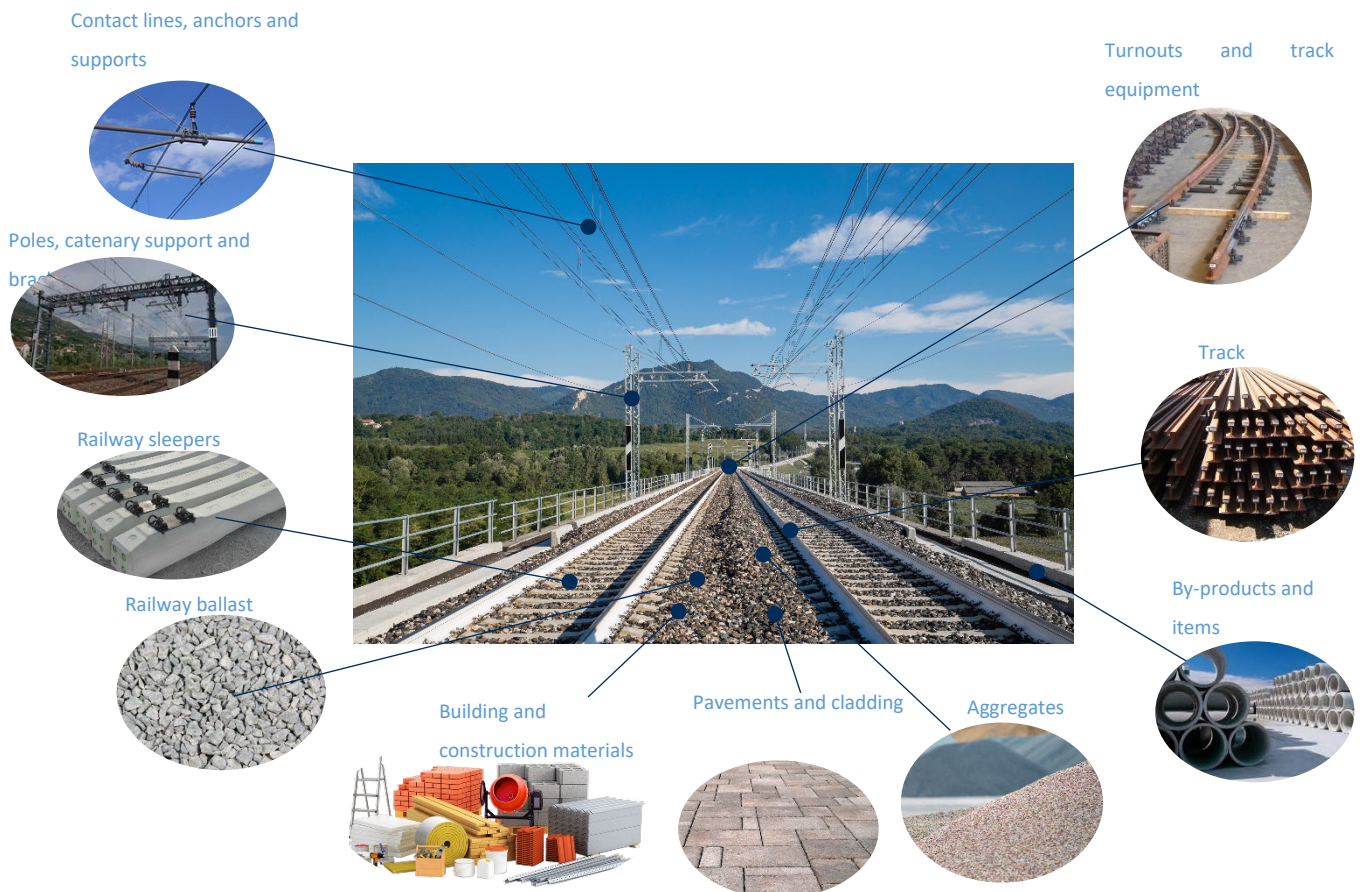 Contact lines, anchors and
supports
Turnouts and track
equipment
Poles, catenary support and
Track
Railway sleepers
By-products and
items
Railway ballast
Building and
construction materials
Pavements and cladding
Aggregates